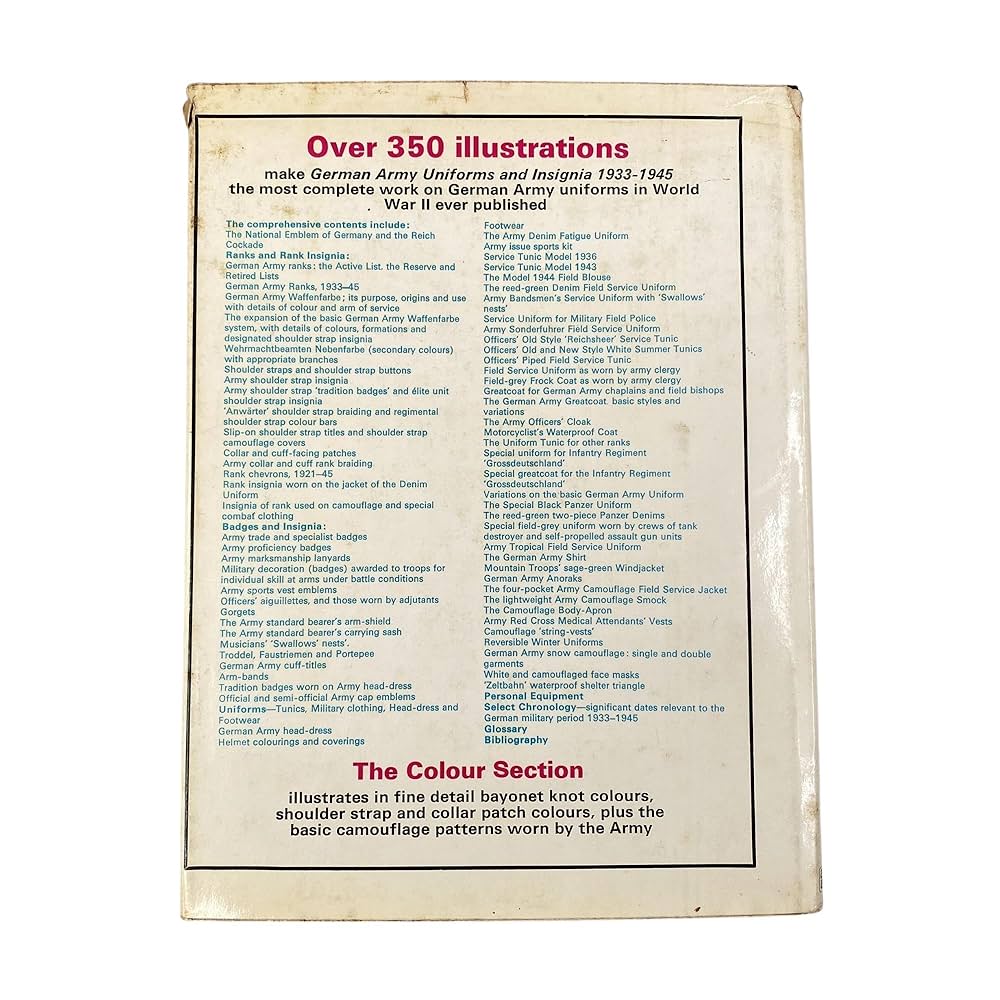 Over 350 illustrations
make German Army Uniforms and Insignia 1933-1945
the most complete work on German Army uniforms in World
War II ever published
The comprehensive contents include:
The National Emblem of Germany and the Reich
Cockade
Ranks and Rank Insignia:
German Army ranks: the Active List, the Reserve and
Retired Lists
German Army Ranks, 1933–45
German Army Waffenfarbe; its purpose, origins and use
with details of colour and arm of service
The expansion of the basic German Army Waffenfarbe
system, with details of colours, formations and
designated shoulder strap insignia
Wehrmachtbeamten Nebenfarbe (secondary colours)
with appropriate branches
Shoulder straps and shoulder strap buttons
Army shoulder strap insignia
Army shoulder strap 'tradition badges' and élite unit
shoulder strap insignia
'Anwärter' shoulder strap braiding and regimental
shoulder strap colour bars
Slip-on shoulder strap titles and shoulder strap
camouflage covers
Collar and cuff-facing patches
Army collar and cuff rank braiding
Rank chevrons, 1921–45
Rank insignia worn on the jacket of the Denim
Uniform
Insignia of rank used on camouflage and special
combat clothing
Badges and Insignia:
Army trade and specialist badges
Army proficiency badges
Army marksmanship lanyards
Military decoration (badges) awarded to troops for
individual skill at arms under battle conditions
Army sports vest emblems
Officers' aiguillettes, and those worn by adjutants
Gorgets
The Army standard bearer's arm-shield
The Army standard bearer's carrying sash
Musicians' 'Swallows' nests'.
Troddel, Faustriemen and Portepee
German Army cuff-titles
Arm-bands
Tradition badges worn on Army head-dress
Official and semi-official Army cap emblems
Uniforms—Tunics, Military clothing, Head-dress and
Footwear
German Army head-dress
Helmet colourings and coverings
Footwear
The Army Denim Fatigue Uniform
Army issue sports kit
Service Tunic Model 1936
Service Tunic Model 1943
The Model 1944 Field Blouse
The reed-green Denim Field Service Uniform
Army Bandsmen's Service Uniform with 'Swallows'
nests'
Service Uniform for Military Field Police
Army Sonderfuhrer Field Service Uniform
Officers' Old Style 'Reichsheer' Service Tunic
Officers' Old and New Style White Summer Tunics
Officers' Piped Field Service Tunic
Field Service Uniform as worn by army clergy
Field-grey Frock Coat as worn by army clergy
Greatcoat for German Army chaplains and field bishops
The German Army Greatcoat, basic styles and
variations
The Army Officers' Cloak
Motorcyclist's Waterproof Coat
The Uniform Tunic for other ranks
Special uniform for Infantry Regiment
'Grossdeutschland'
Special greatcoat for the Infantry Regiment
'Grossdeutschland'
Variations on the basic German Army Uniform
The Special Black Panzer Uniform
The reed-green two-piece Panzer Denims
Special field-grey uniform worn by crews of tank
destroyer and self-propelled assault gun units
Army Tropical Field Service Uniform
The German Army Shirt
Mountain Troops' sage-green Windjacket
German Army Anoraks
The four-pocket Army Camouflage Field Service Jacket
The lightweight Army Camouflage Smock
The Camouflage Body-Apron
Army Red Cross Medical Attendants' Vests
Camouflage 'string-vests'
Reversible Winter Uniforms
German Army snow camouflage: single and double
garments
White and camouflaged face masks
'Zeltbahn' waterproof shelter triangle
Personal Equipment
Select Chronology—significant dates relevant to the
German military period 1933–1945
Glossary
Bibliography
The Colour Section
illustrates in fine detail bayonet knot colours,
shoulder strap and collar patch colours, plus the
basic camouflage patterns worn by the Army